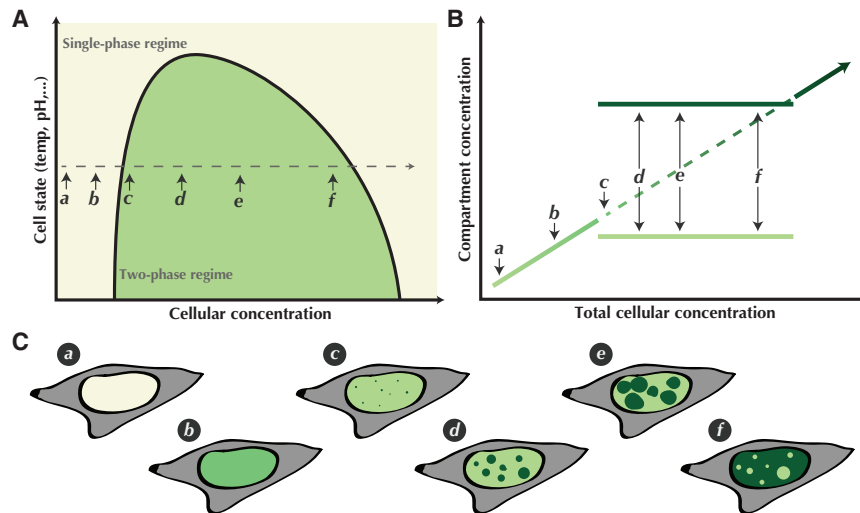 A
Single-phase regime
Cell state (temp, pH,...)
a
b
c
d
e
f
Two-phase regime
Cellular concentration
B
Compartment concentration
a
b
c
d
e
f
Total cellular concentration
C
a
c
e
b
d
f